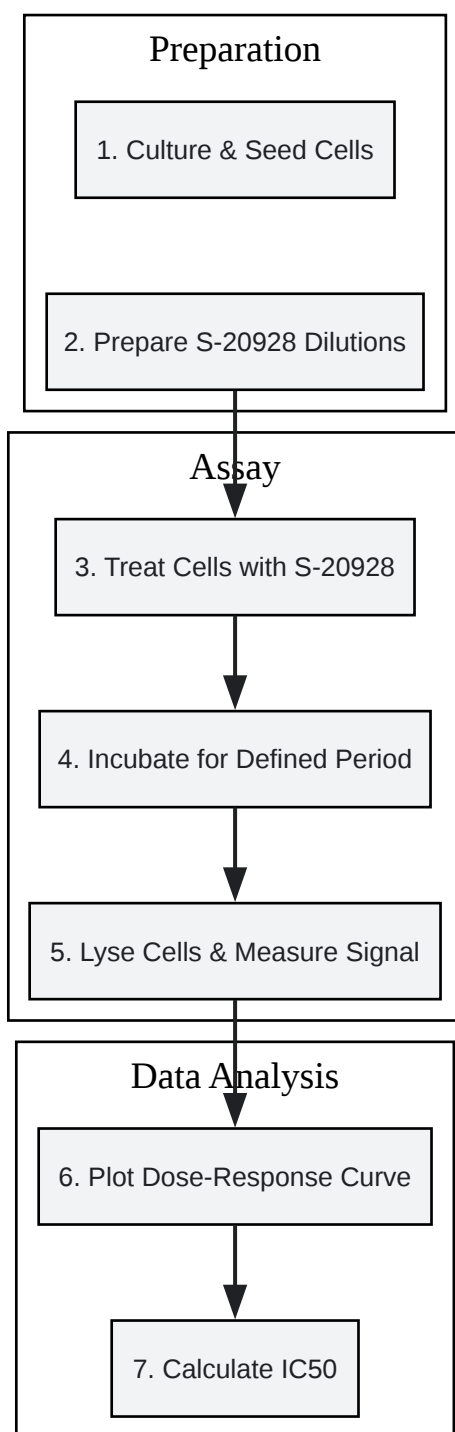 Preparation
1. Culture & Seed Cells
2. Prepare S-20928 Dilutions
Assay
3. Treat Cells with S-20928
4. Incubate for Defined Period
5. Lyse Cells & Measure Signal
Data Analysis
6. Plot Dose-Response Curve
7. Calculate IC50